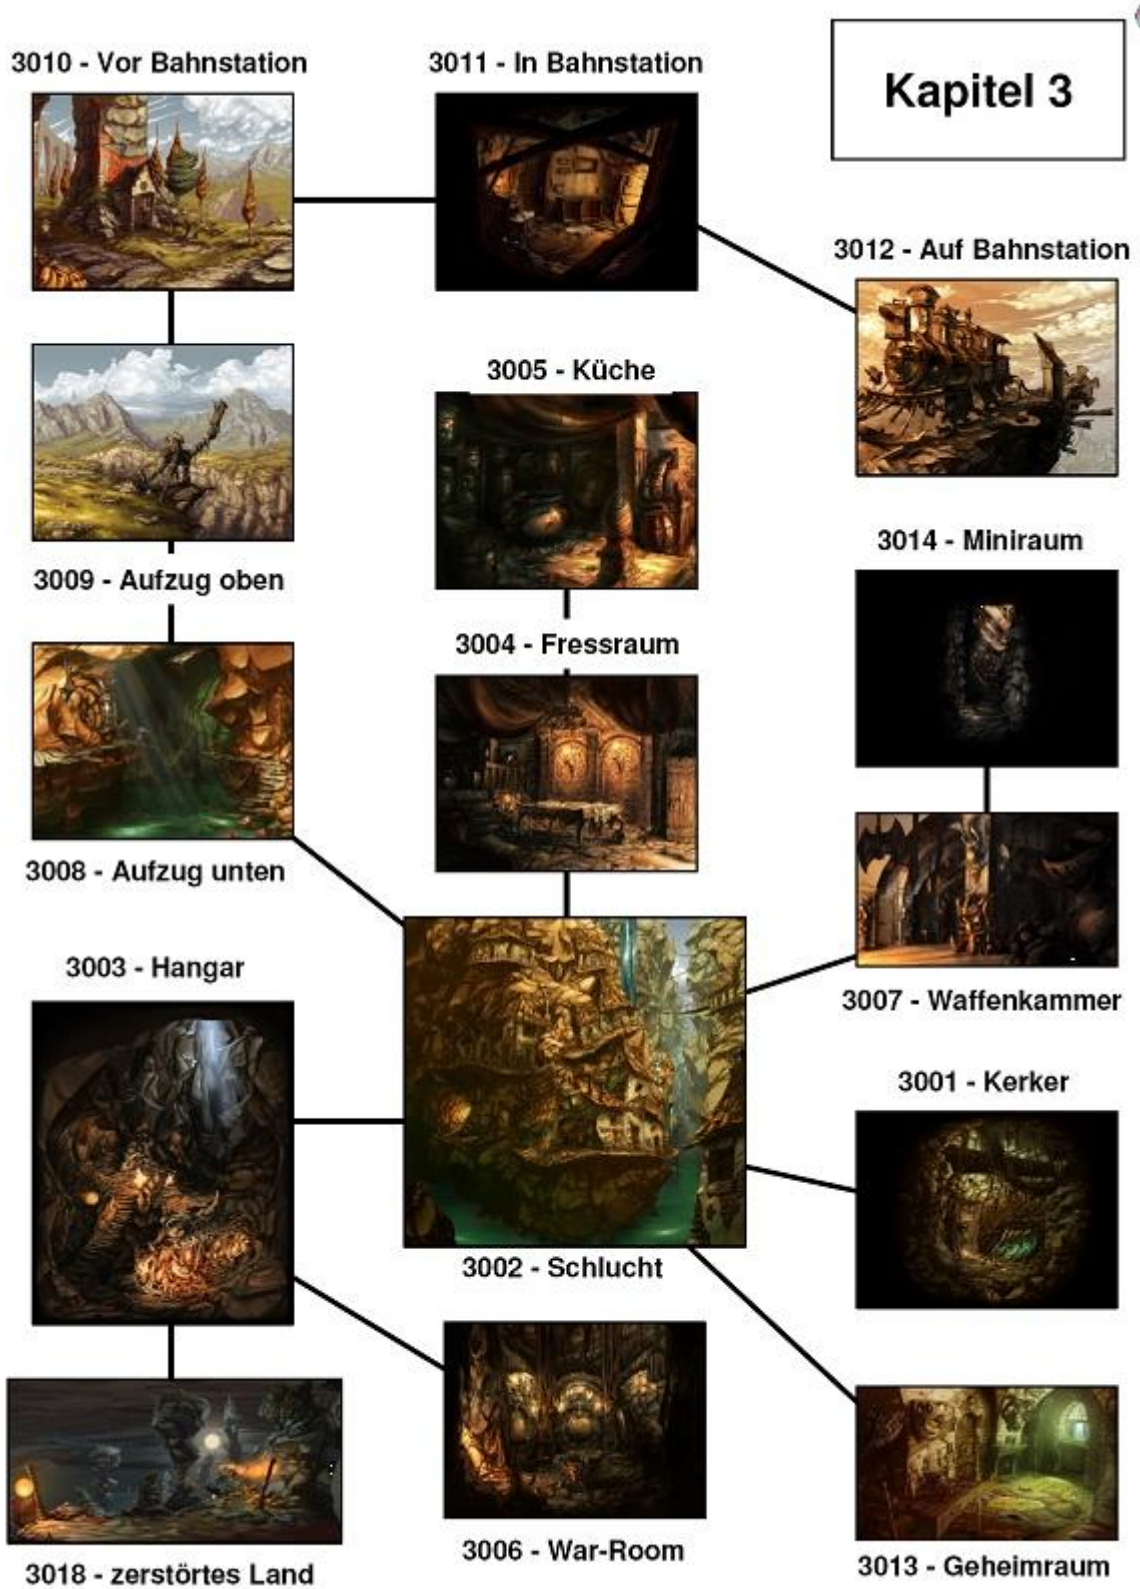 Kapitel 3
3010 - Vor Bahnstation
3011 - In Bahnstation
3012 - Auf Bahnstation
3005 - Küche
3014 - Miniraum
3009 - Aufzug oben
3004 - Fressraum
3008 - Aufzug unten
3003 - Hangar
3007 - Waffenkammer
3001 - Kerker
3002 - Schlucht
3006 - War-Room
3013 - Geheimraum
3018 - zerstörtes Land